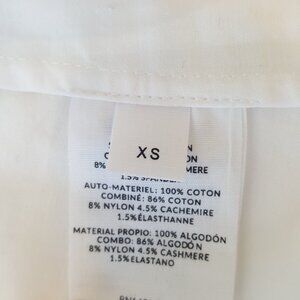 XS
8%
1.5% SPANDEX
AUTO-MATERIEL: 100% COTON
COMBINÉ: 86% COTON
8% NYLON 4.5% CACHEMIRE
1.5% ÉLASTHANNE
MATERIAL PROPIO: 100% ALGODÓN
COMBO: 86% ALGODÓN
8% NYLON 4.5% CASHMERE
1.5% ELASTANO